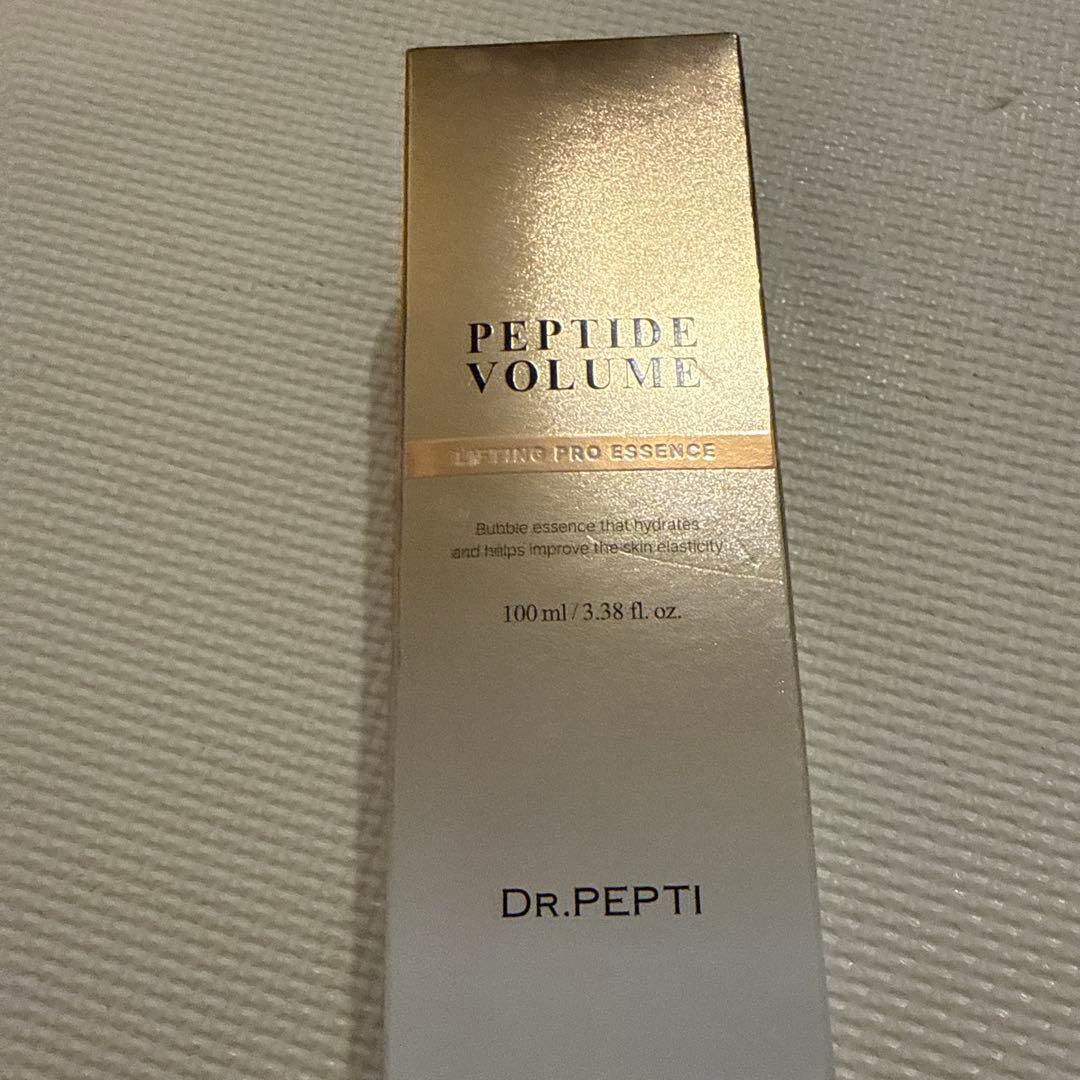 PEPTIDE
VOLUME
LIFTING PRO ESSENCE
Bubble essence that hydrates
and helps improve the skin elasticity
100 ml / 3.38 fl. oz.
DR.PEPTI